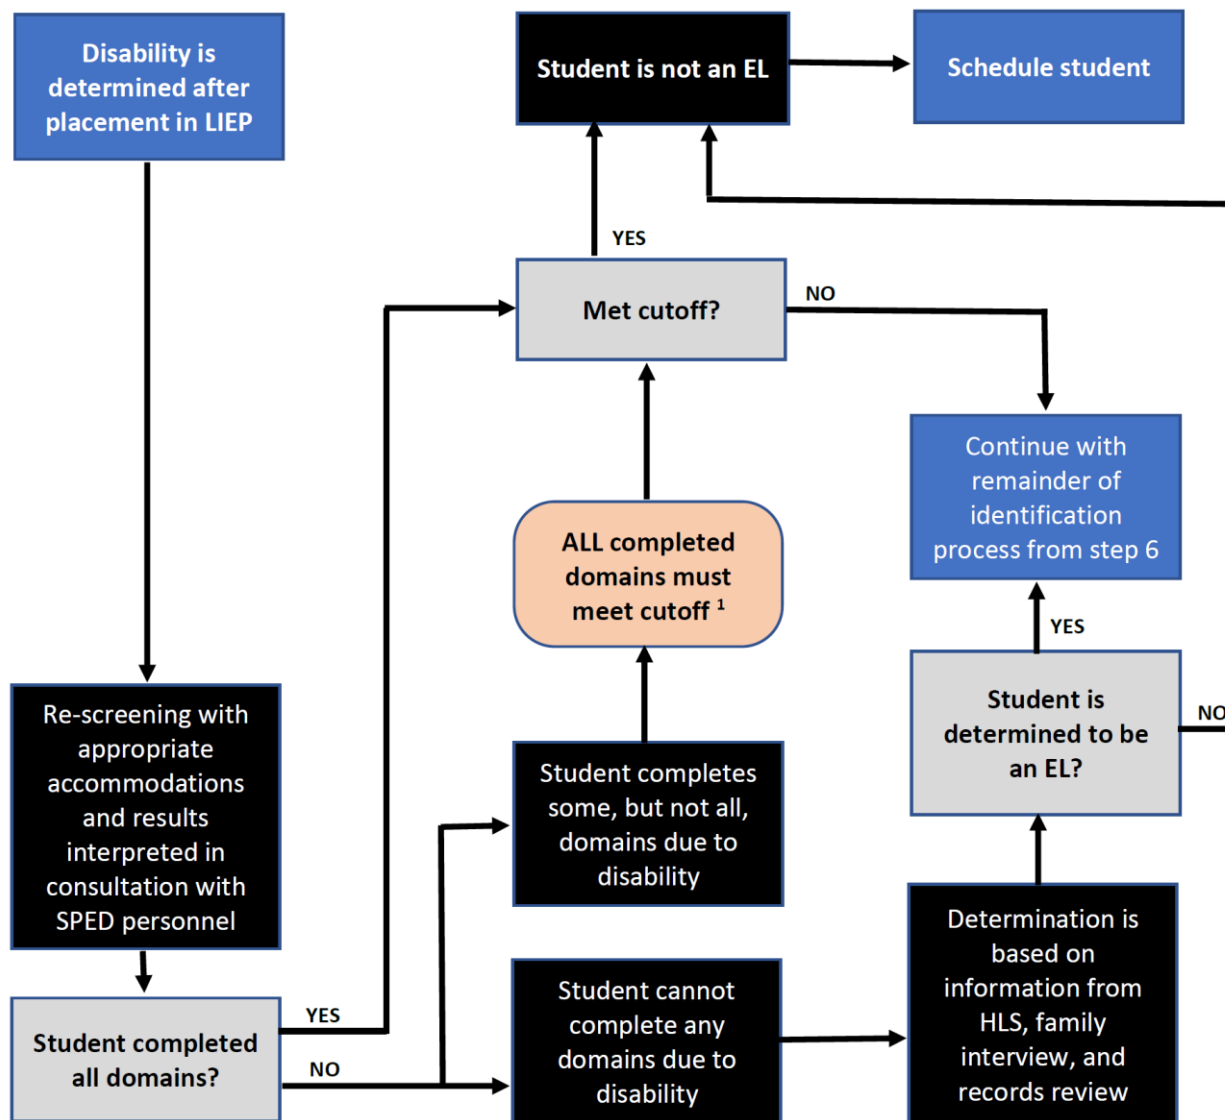 Disability is
determined after
placement in LIEP
Student is not an EL
Schedule student
YES
Met cutoff?
NO
Continue with
remainder of
identification
process from step 6
ALL completed
domains must
meet cutoff ¹
YES
Student is
determined to be
an EL?
NO
Re-screening with
appropriate
accommodations
and results
interpreted in
consultation with
SPED personnel
Student completes
some, but not all,
domains due to
disability
Determination is
based on
information from
HLS, family
interview, and
records review
Student cannot
complete any
domains due to
disability
Student completed
all domains?
YES
NO